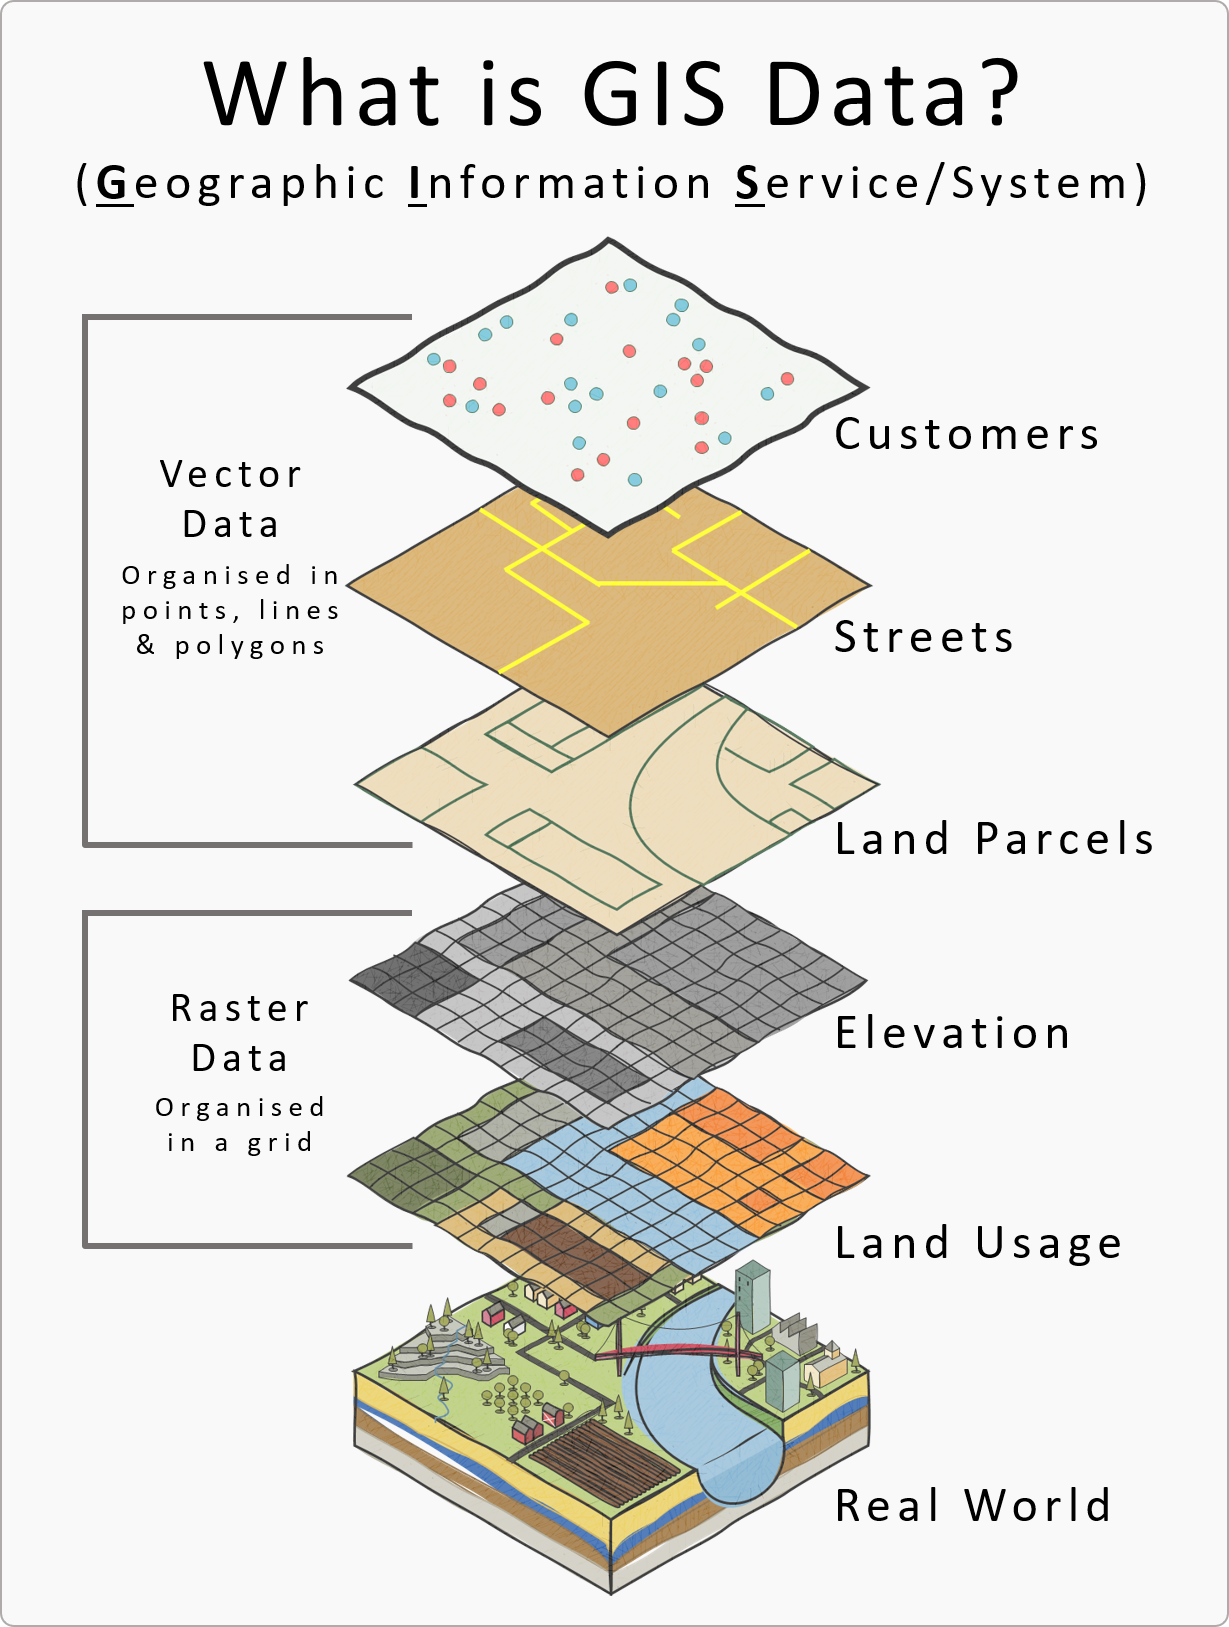 What is GIS Data?
(Geographic Information Service/System)
Customers
Vector
Data
Organised in
points, lines
& polygons
Streets
Land Parcels
Raster
Data
Organised
in a grid
Elevation
Land Usage
Real World